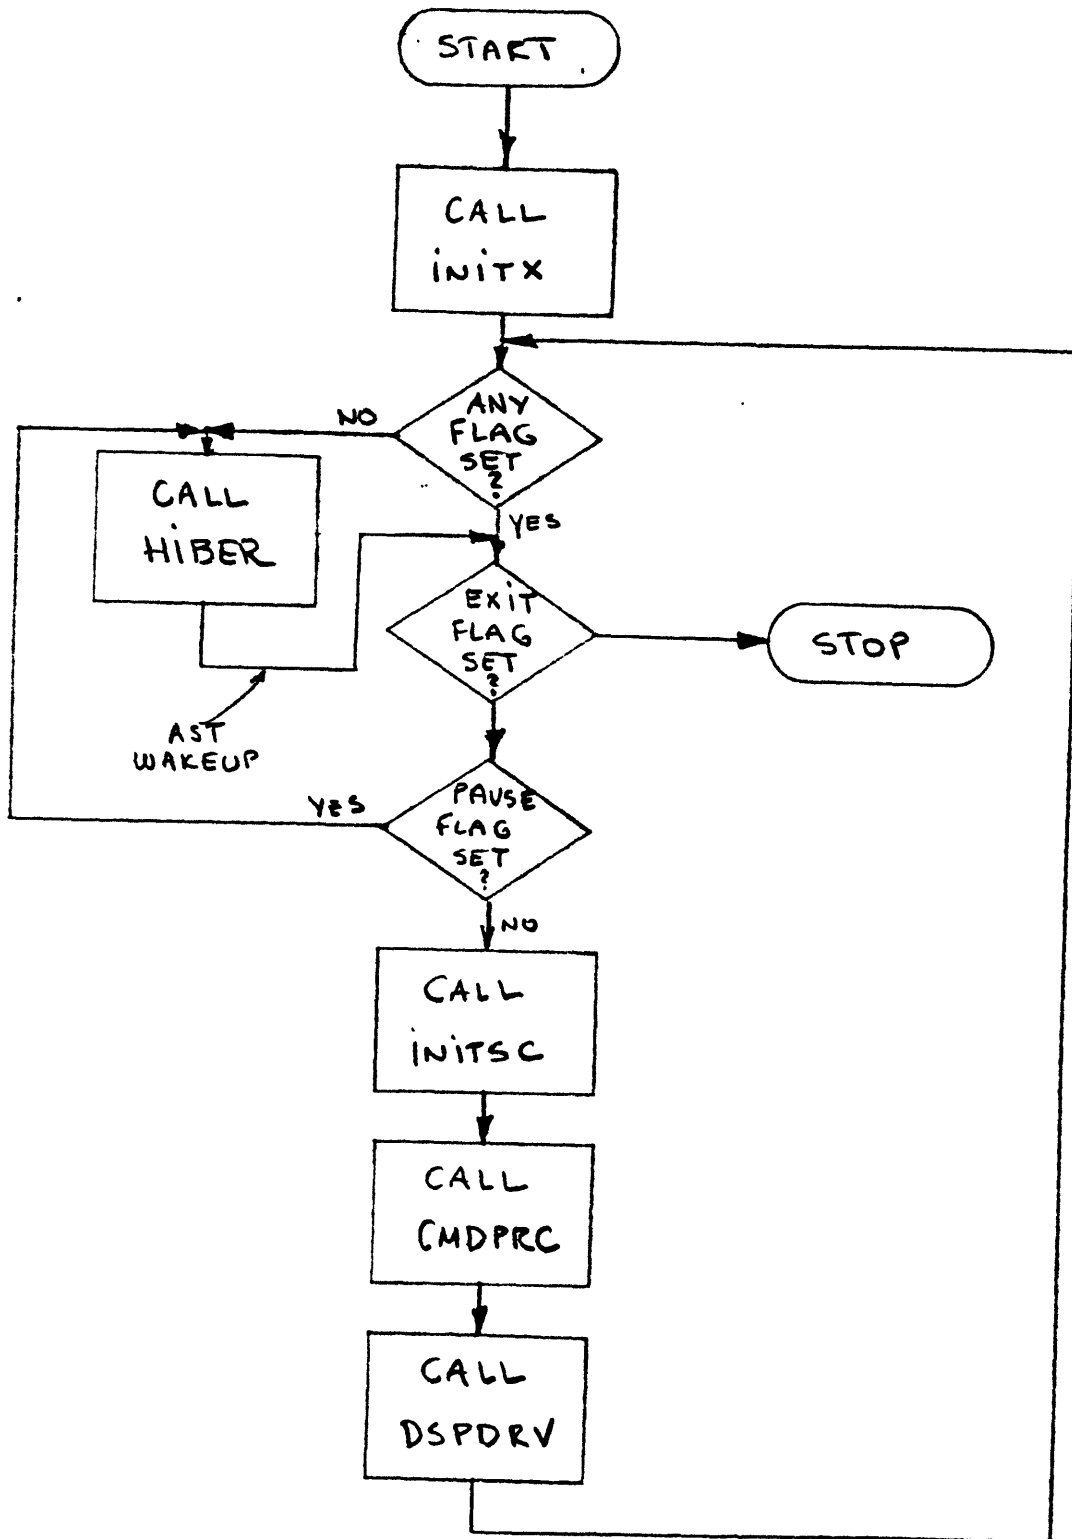 START
CALL
INITX
NO
ANY
FLAG
SET
?
YES
CALL
HIBER
EXIT
FLAG
SET
?
STOP
AST
WAKEUP
YES
PAUSE
FLAG
SET
?
NO
CALL
INITSC
CALL
CMDPRC
CALL
DSPDRV